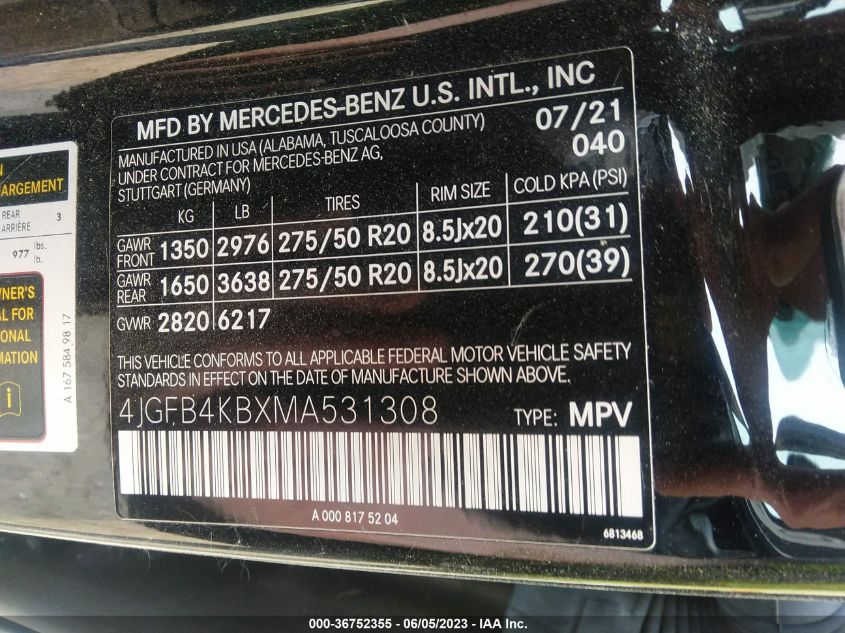 MFD BY MERCEDES-BENZ U.S. INTL., INC
MANUFACTURED IN USA (ALABAMA, TUSCALOOSA COUNTY) 07/21
UNDER CONTRACT FOR MERCEDES-BENZ AG, 040
STUTTGART (GERMANY)
KG LB TIRES RIM SIZE COLD KPA (PSI)
GAWR FRONT 1350 2976 275/50 R20 8.5Jx20 210(31)
GAWR REAR 1650 3638 275/50 R20 8.5Jx20 270(39)
GVWR 2820 6217
THIS VEHICLE CONFORMS TO ALL APPLICABLE FEDERAL MOTOR VEHICLE SAFETY
STANDARDS IN EFFECT ON THE DATE OF MANUFACTURE SHOWN ABOVE.
4JGFB4KBXMA531308 TYPE: MPV
A 000 817 52 04
6813468
ARGEMENT
REAR 3
ARRIÈRE
977 lbs.
lb.
WNER'S
AL FOR
IONAL
MATION
A 167 584 98 17
000-36752355 - 06/05/2023 - © IAA Inc.